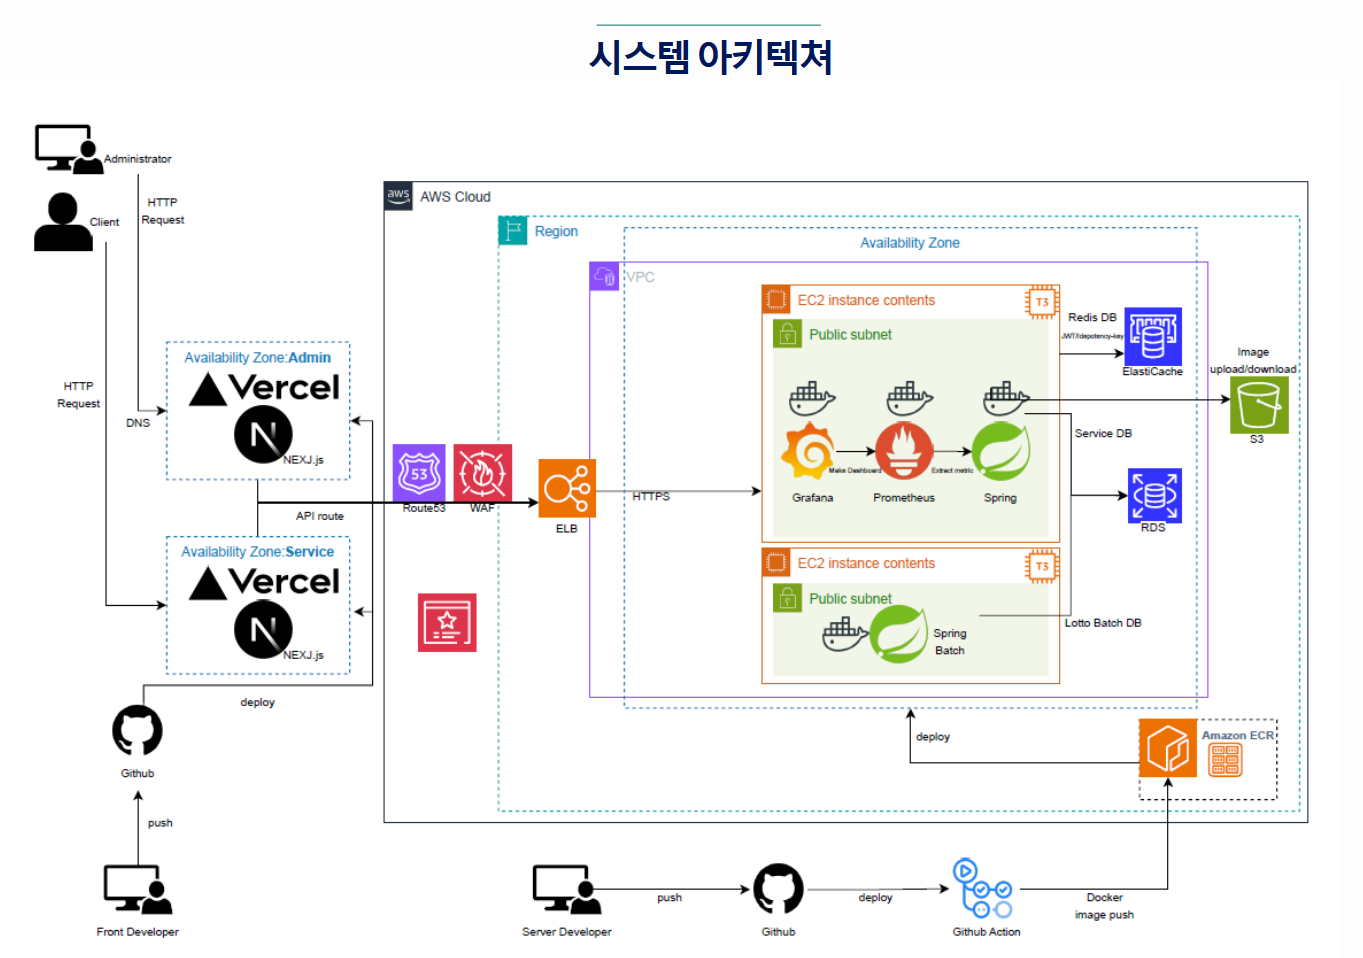 시스템 아키텍쳐
Administrator
HTTP
Request
Client
aws
AWS Cloud
Region
Availability Zone
VPC
EC2 instance contents
T3
Public subnet
Redis DB
JWT/Idepotency-key
ElastiCache
Image
upload/download
S3
Availability Zone:Admin
Vercel
N
NEXJ.js
HTTP
Request
DNS
53
Route53
WAF
API route
ELB
HTTPS
Make Dashboard
Extract metric
Grafana
Prometheus
Spring
Service DB
RDS
Availability Zone:Service
Vercel
N
NEXJ.js
EC2 instance contents
T3
Public subnet
Spring
Batch
Lotto Batch DB
deploy
Github
push
Front Developer
deploy
Amazon ECR
Server Developer
push
Github
deploy
Github Action
Docker
image push